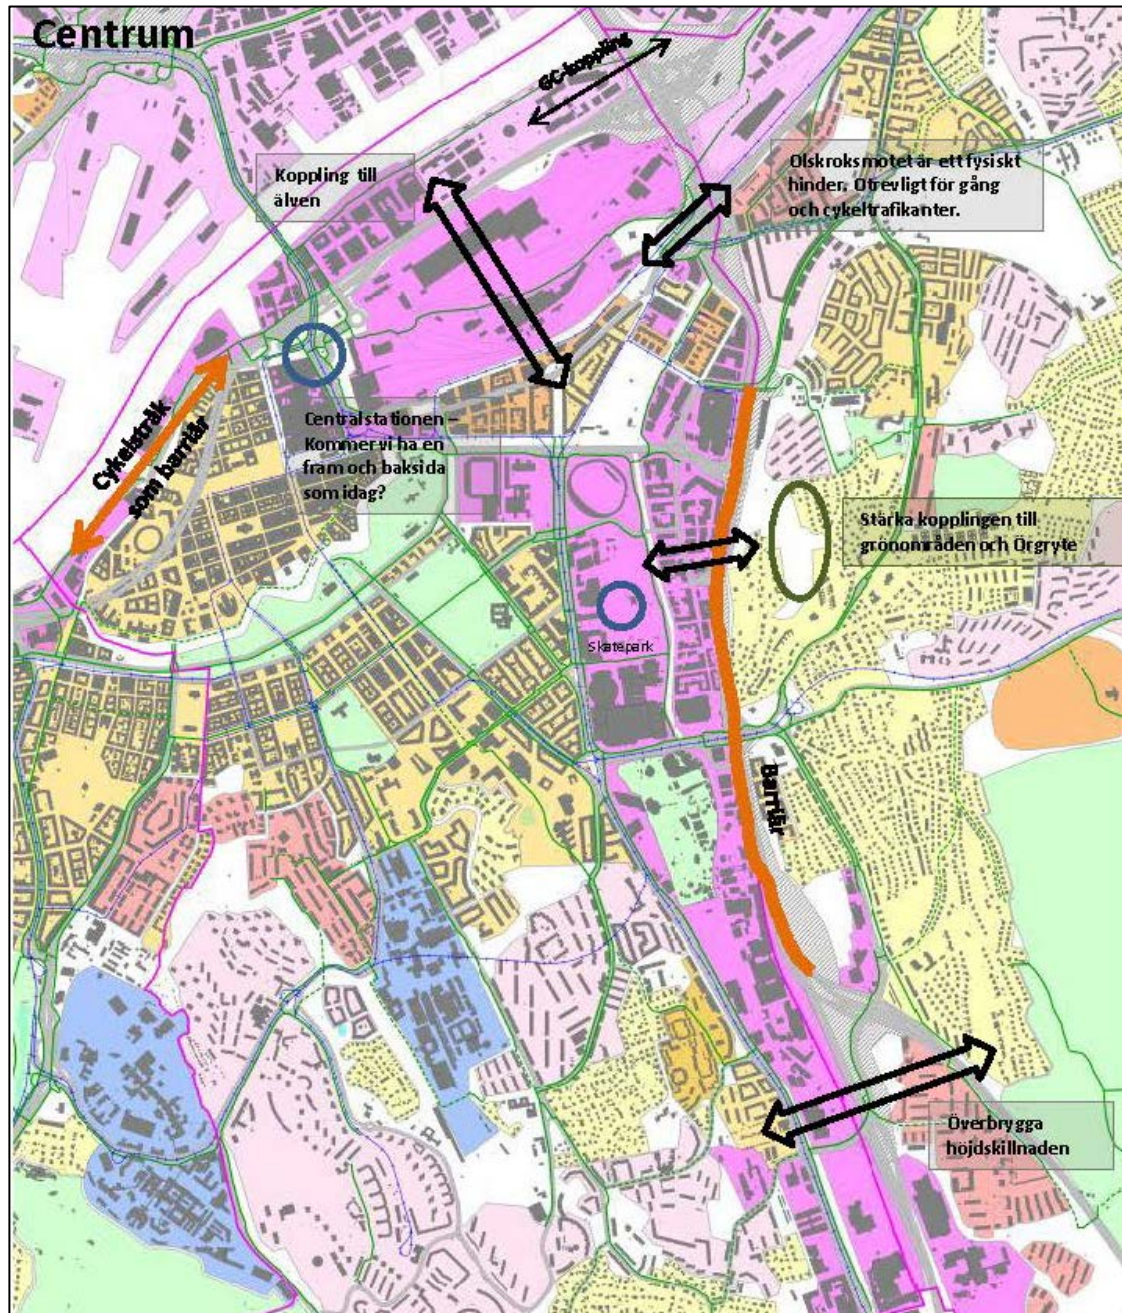 Centrum
GC-koppling
Koppling till
älven
Olskroksmotet är ett fysiskt
hinder. Otrevligt för gång
och cykeltrafikanter.
Cykelstråk
som barriär
Centralstationen –
Kommer vi ha en
fram och baksida
som idag?
Stärka kopplingen till
grönområden och Örgryte
Skatepark
Barriär
Överbrygga
höjdskillnaden